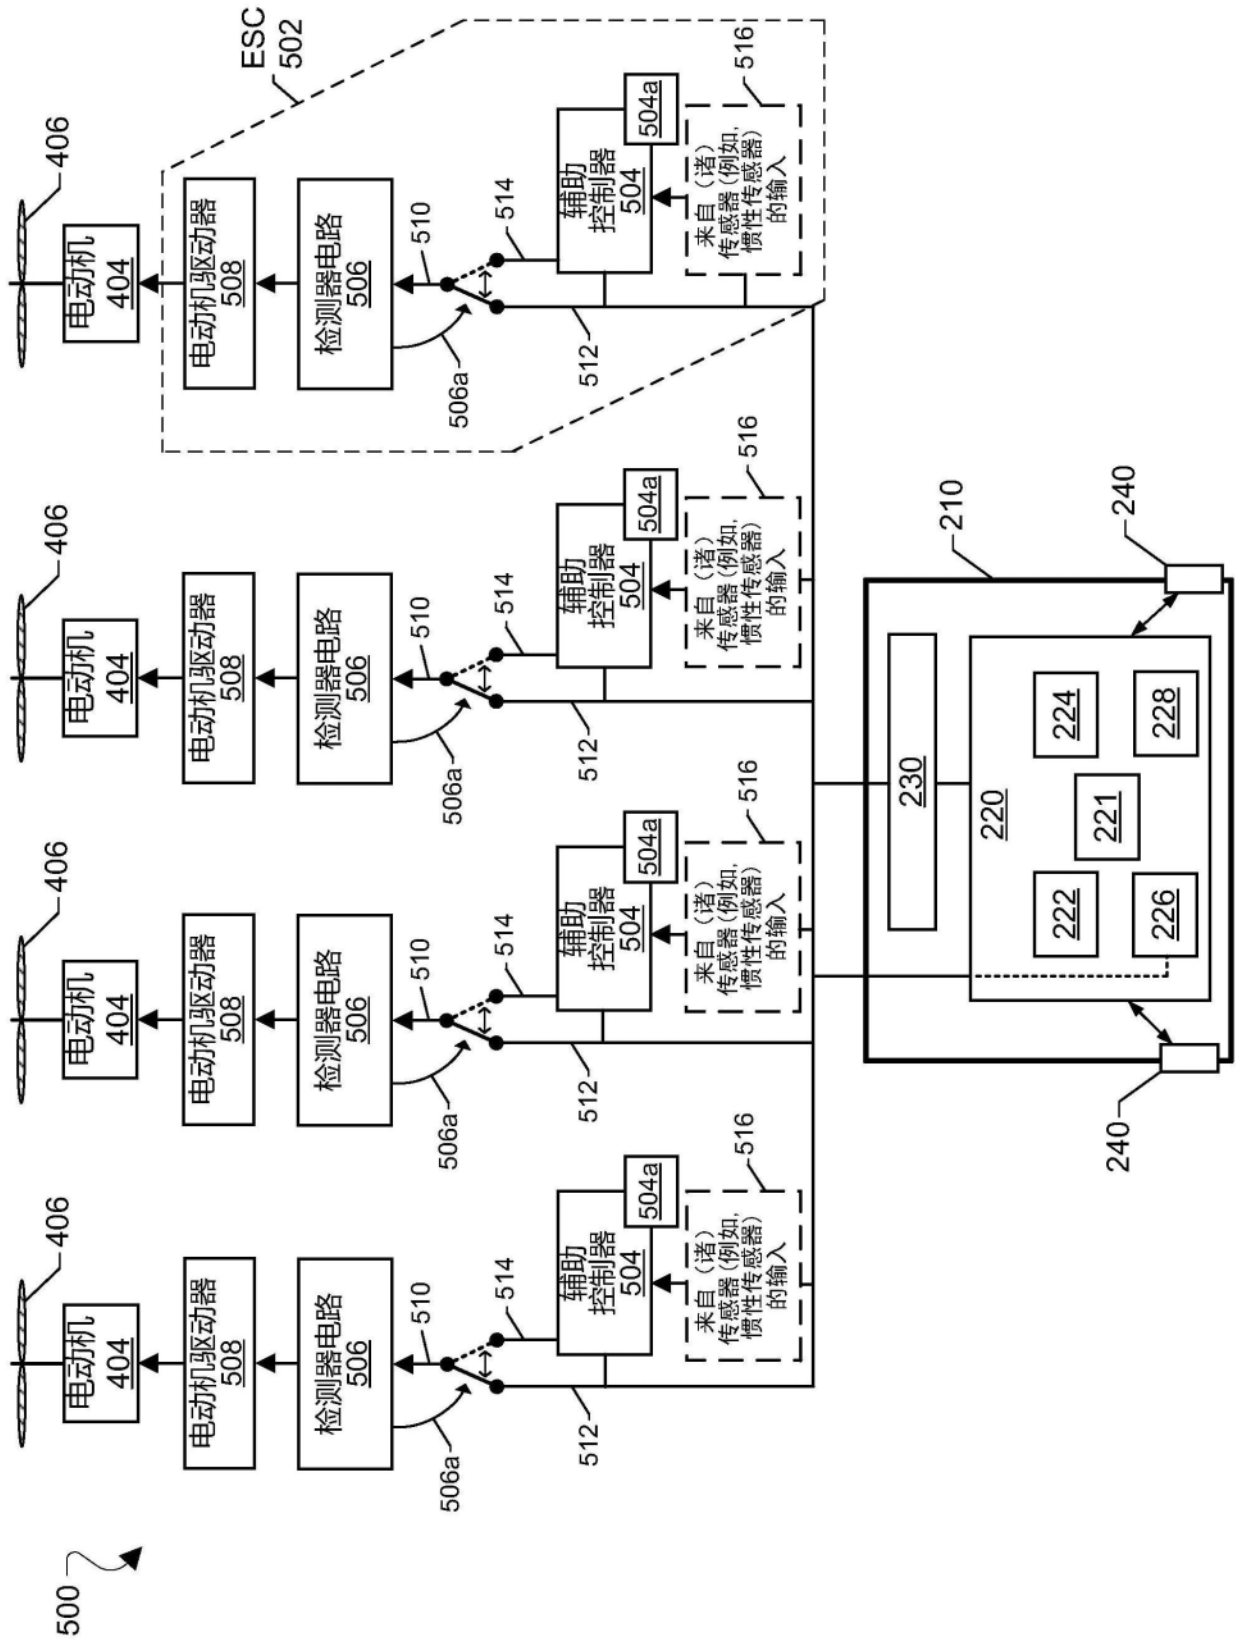 500
406
406
406
406
电动机
404
电动机
404
电动机
404
电动机
404
ESC
502
电动机驱动器
508
电动机驱动器
508
电动机驱动器
508
电动机驱动器
508
检测器电路
506
检测器电路
506
检测器电路
506
检测器电路
506
506a
510
506a
510
506a
510
506a
510
512
514
512
514
512
514
512
514
辅助
控制器
504
504a
辅助
控制器
504
504a
辅助
控制器
504
504a
辅助
控制器
504
504a
来自（诸）
传感器（例如,
惯性传感器）
的输入
516
来自（诸）
传感器（例如,
惯性传感器）
的输入
516
来自（诸）
传感器（例如,
惯性传感器）
的输入
516
来自（诸）
传感器（例如,
惯性传感器）
的输入
516
210
230
220
222
224
221
226
228
240
240